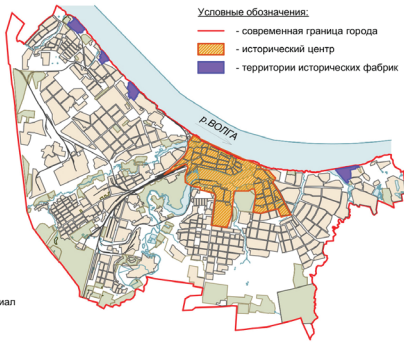 Условные обозначения:
- современная граница города
- исторический центр
- территории исторических фабрик
р.ВОЛГА
иал